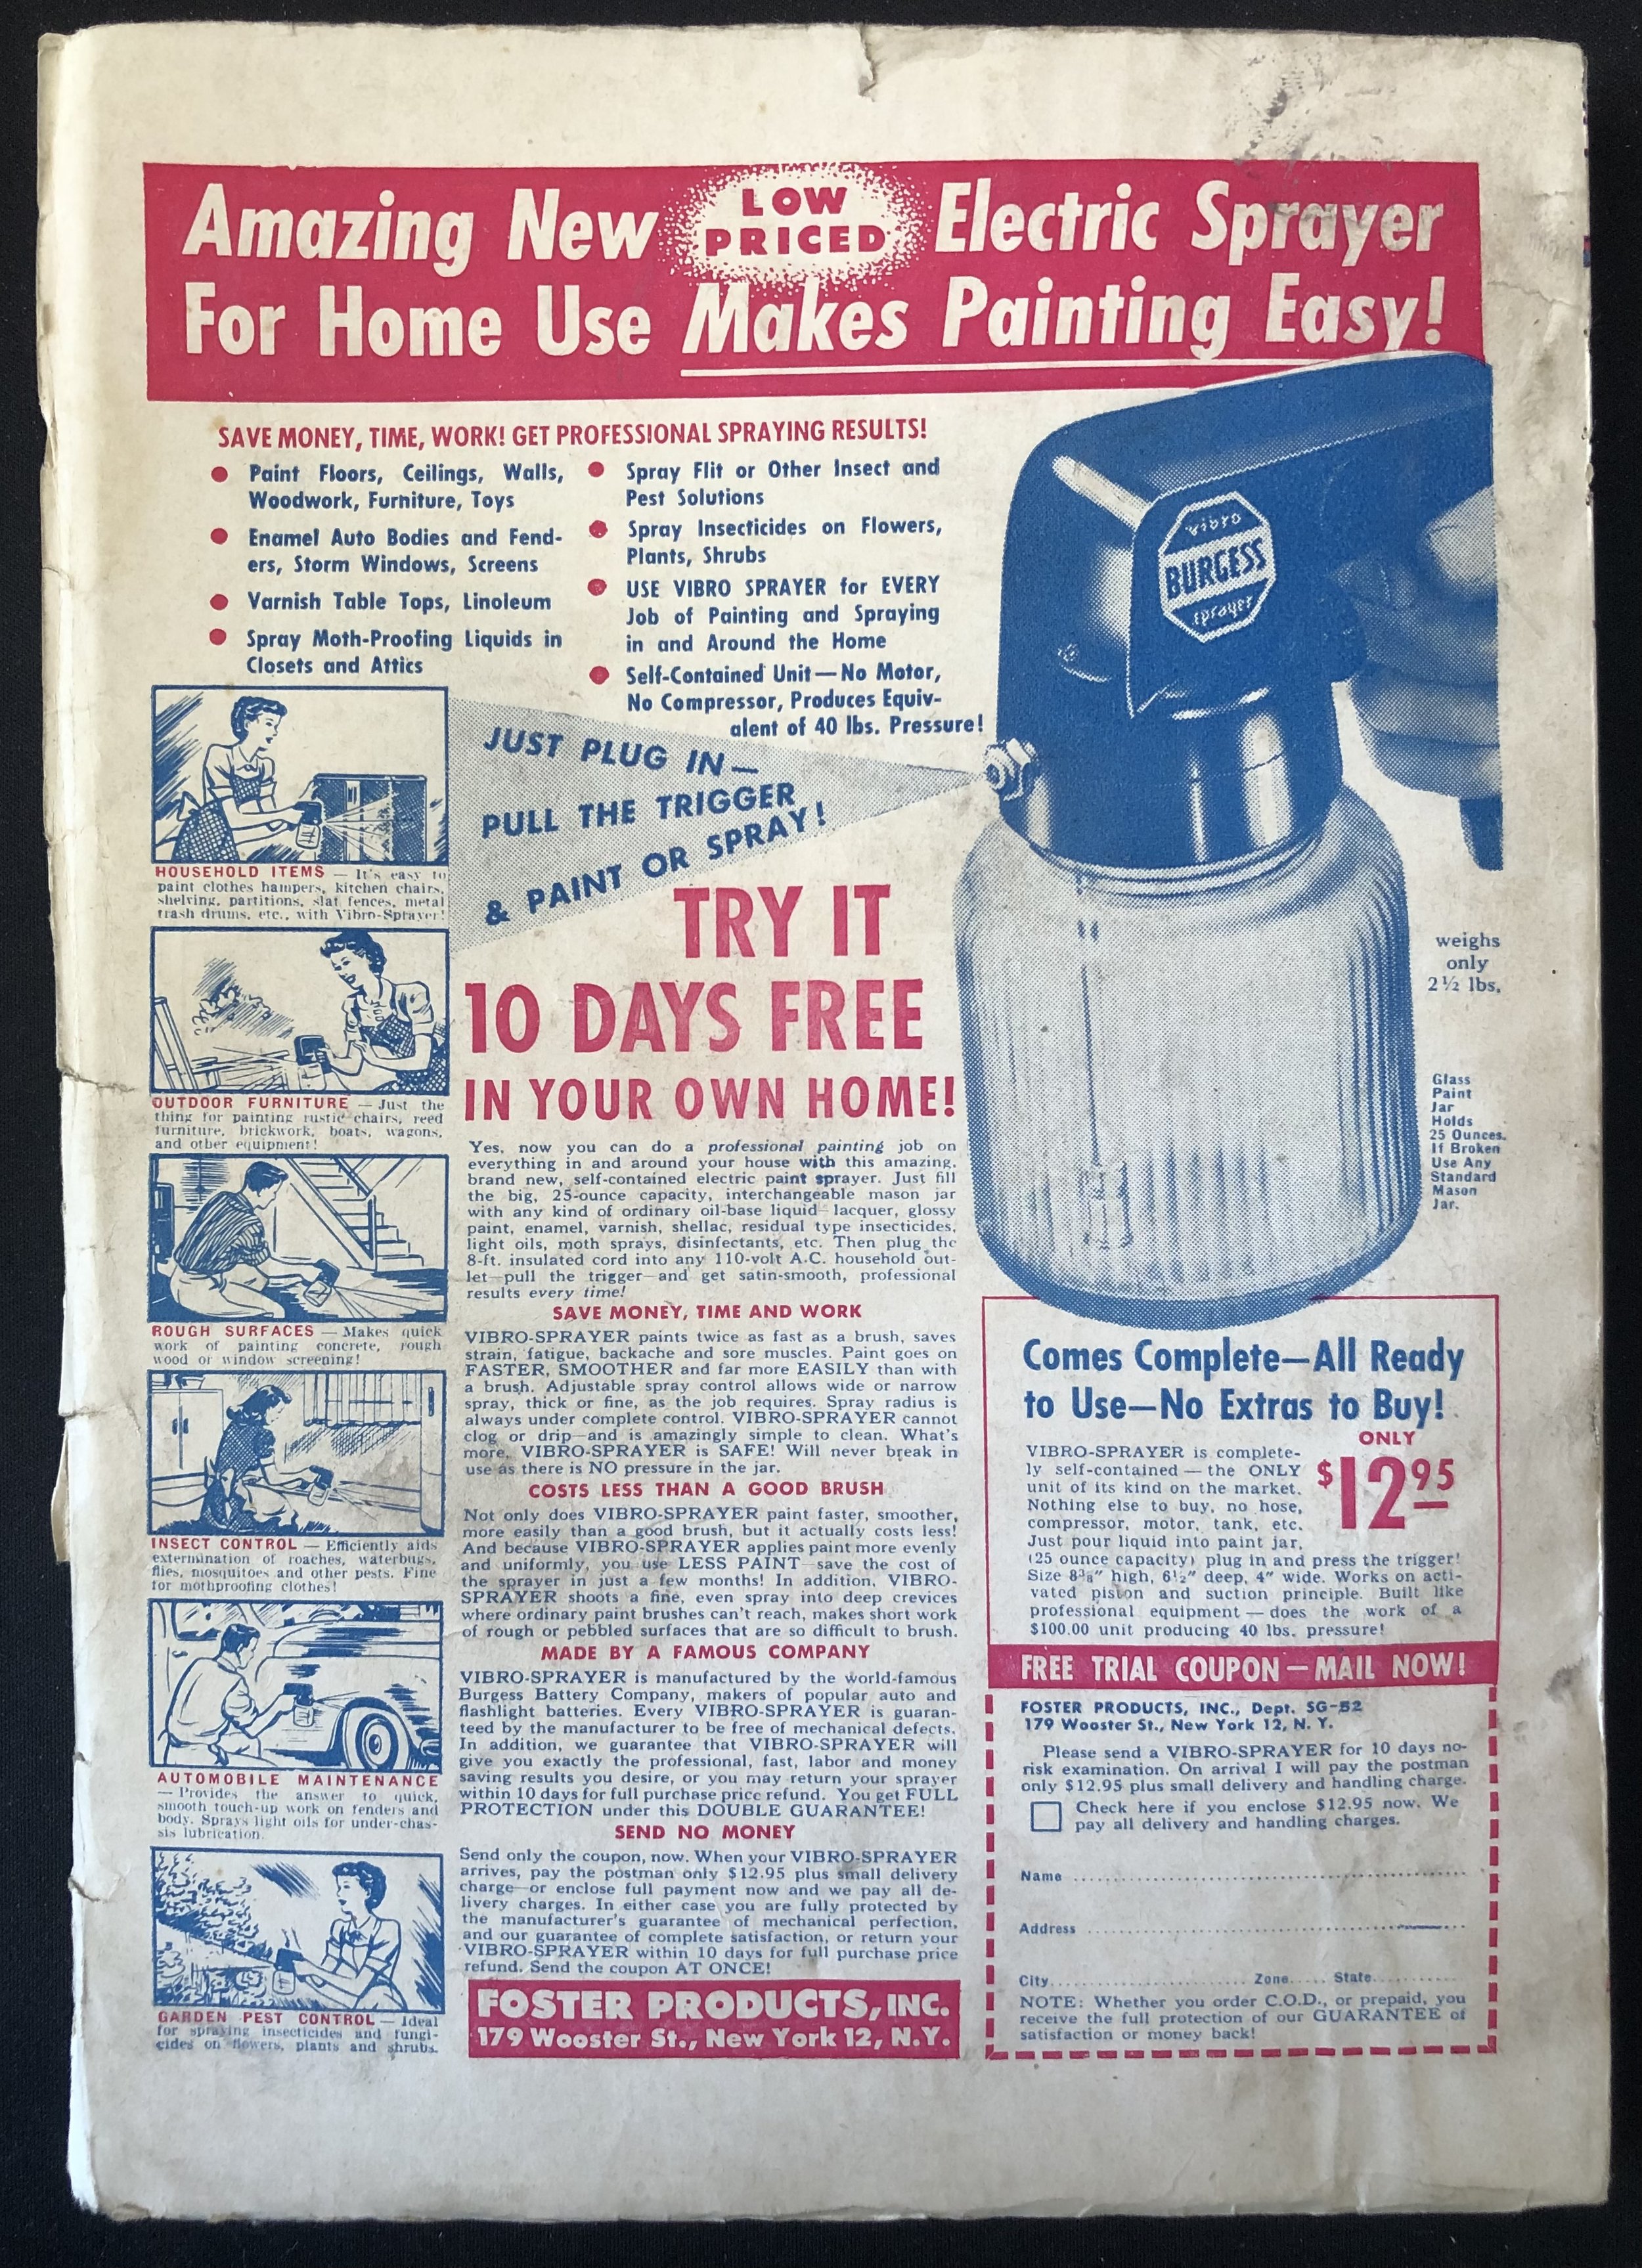 Amazing New LOW PRICED Electric Sprayer
For Home Use Makes Painting Easy!
SAVE MONEY, TIME, WORK! GET PROFESSIONAL SPRAYING RESULTS!
● Paint Floors, Ceilings, Walls,
Woodwork, Furniture, Toys
● Enamel Auto Bodies and Fend-
ers, Storm Windows, Screens
● Varnish Table Tops, Linoleum
● Spray Moth-Proofing Liquids in
Closets and Attics
● Spray Flit or Other Insect and
Pest Solutions
● Spray Insecticides on Flowers,
Plants, Shrubs
● USE VIBRO SPRAYER for EVERY
Job of Painting and Spraying
in and Around the Home
● Self-Contained Unit—No Motor,
No Compressor, Produces Equiv-
alent of 40 lbs. Pressure!
vibro
BURGESS
sprayer
JUST PLUG IN—
PULL THE TRIGGER
& PAINT OR SPRAY!
TRY IT
10 DAYS FREE
IN YOUR OWN HOME!
weighs
only
2½ lbs.
Glass
Paint
Jar
Holds
25 Ounces.
If Broken
Use Any
Standard
Mason
Jar.
HOUSEHOLD ITEMS — It's easy to
paint clothes hampers, kitchen chairs,
shelving, partitions, slat fences, metal
trash drums, etc., with Vibro-Sprayer!
OUTDOOR FURNITURE — Just the
thing for painting rustic chairs, reed
furniture, brickwork, boats, wagons,
and other equipment!
ROUGH SURFACES — Makes quick
work of painting concrete, rough
wood or window screening!
INSECT CONTROL — Efficiently aids
extermination of roaches, waterbugs,
flies, mosquitoes and other pests. Fine
for mothproofing clothes!
AUTOMOBILE MAINTENANCE
— Provides the answer to quick,
smooth touch-up work on fenders and
body. Sprays light oils for under-chas-
sis lubrication.
GARDEN PEST CONTROL — Ideal
for spraying insecticides and fungi-
cides on flowers, plants and shrubs.
Yes, now you can do a professional painting job on
everything in and around your house with this amazing,
brand new, self-contained electric paint sprayer. Just fill
the big, 25-ounce capacity, interchangeable mason jar
with any kind of ordinary oil-base liquid—lacquer, glossy
paint, enamel, varnish, shellac, residual type insecticides,
light oils, moth sprays, disinfectants, etc. Then plug the
8-ft. insulated cord into any 110-volt A.C. household out-
let—pull the trigger—and get satin-smooth, professional
results every time!
SAVE MONEY, TIME AND WORK
VIBRO-SPRAYER paints twice as fast as a brush, saves
strain, fatigue, backache and sore muscles. Paint goes on
FASTER, SMOOTHER and far more EASILY than with
a brush. Adjustable spray control allows wide or narrow
spray, thick or fine, as the job requires. Spray radius is
always under complete control. VIBRO-SPRAYER cannot
clog or drip—and is amazingly simple to clean. What's
more, VIBRO-SPRAYER is SAFE! Will never break in
use as there is NO pressure in the jar.
COSTS LESS THAN A GOOD BRUSH
Not only does VIBRO-SPRAYER paint faster, smoother,
more easily than a good brush, but it actually costs less!
And because VIBRO-SPRAYER applies paint more evenly
and uniformly, you use LESS PAINT—save the cost of
the sprayer in just a few months! In addition, VIBRO-
SPRAYER shoots a fine, even spray into deep crevices
where ordinary paint brushes can't reach, makes short work
of rough or pebbled surfaces that are so difficult to brush.
MADE BY A FAMOUS COMPANY
VIBRO-SPRAYER is manufactured by the world-famous
Burgess Battery Company, makers of popular auto and
flashlight batteries. Every VIBRO-SPRAYER is guaran-
teed by the manufacturer to be free of mechanical defects.
In addition, we guarantee that VIBRO-SPRAYER will
give you exactly the professional, fast, labor and money
saving results you desire, or you may return your sprayer
within 10 days for full purchase price refund. You get FULL
PROTECTION under this DOUBLE GUARANTEE!
SEND NO MONEY
Send only the coupon, now. When your VIBRO-SPRAYER
arrives, pay the postman only $12.95 plus small delivery
charge—or enclose full payment now and we pay all de-
livery charges. In either case you are fully protected by
the manufacturer's guarantee of mechanical perfection,
and our guarantee of complete satisfaction, or return your
VIBRO-SPRAYER within 10 days for full purchase price
refund. Send the coupon AT ONCE!
FOSTER PRODUCTS, INC.
179 Wooster St., New York 12, N.Y.
Comes Complete—All Ready
to Use—No Extras to Buy!
ONLY
$12.95
VIBRO-SPRAYER is complete-
ly self-contained — the ONLY
unit of its kind on the market.
Nothing else to buy, no hose,
compressor, motor, tank, etc.
Just pour liquid into paint jar,
(25 ounce capacity) plug in and press the trigger!
Size 8⅜" high, 6½" deep, 4" wide. Works on acti-
vated piston and suction principle. Built like
professional equipment — does the work of a
$100.00 unit producing 40 lbs. pressure!
FREE TRIAL COUPON—MAIL NOW!
FOSTER PRODUCTS, INC., Dept. SG-52
179 Wooster St., New York 12, N. Y.
Please send a VIBRO-SPRAYER for 10 days no-
risk examination. On arrival I will pay the postman
only $12.95 plus small delivery and handling charge.
Check here if you enclose $12.95 now. We
pay all delivery and handling charges.
Name
Address
City Zone State
NOTE: Whether you order C.O.D., or prepaid, you
receive the full protection of our GUARANTEE of
satisfaction or money back!